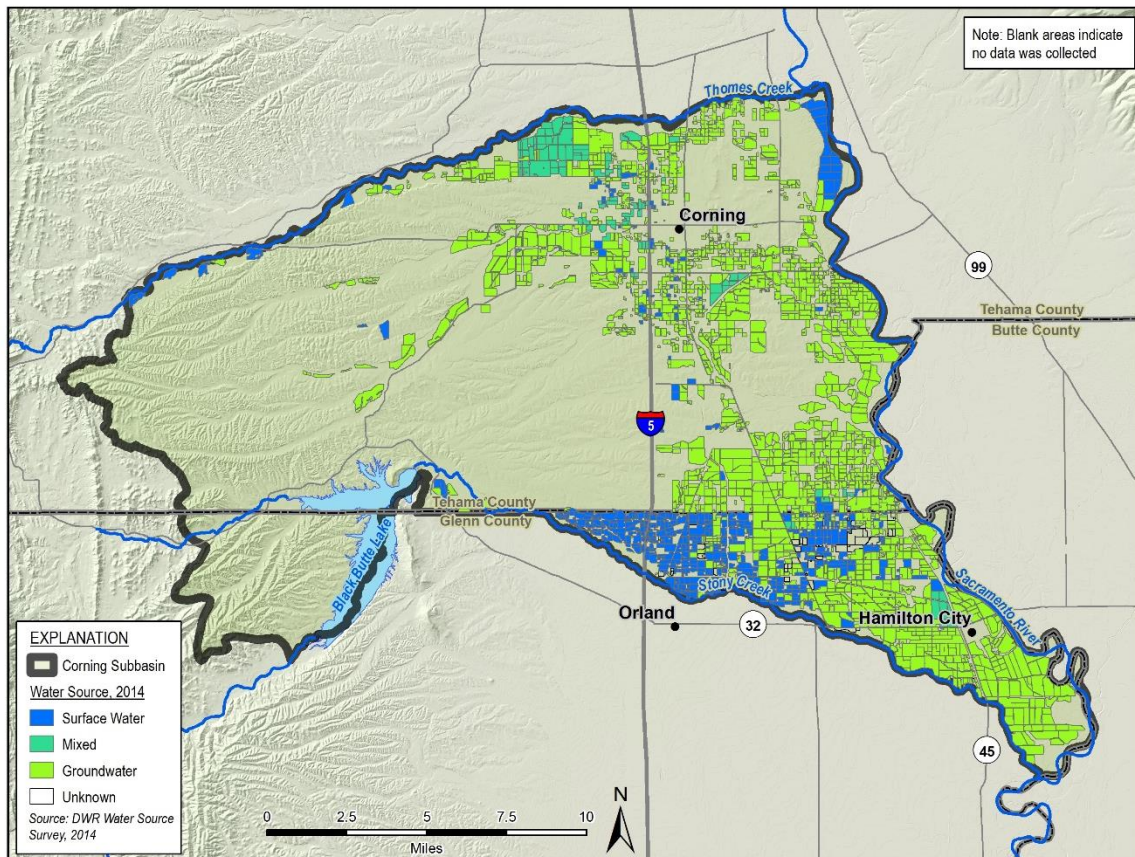 Note: Blank areas indicate
no data was collected
Thomes Creek
Corning
99
Tehama County
Butte County
5
Tehama County
Glenn County
Black Butte Lake
Stony Creek
Sacramento River
Orland
32
Hamilton City
45
EXPLANATION
Corning Subbasin
Water Source, 2014
Surface Water
Mixed
Groundwater
Unknown
Source: DWR Water Source
Survey, 2014
0 2.5 5 7.5 10
Miles
N